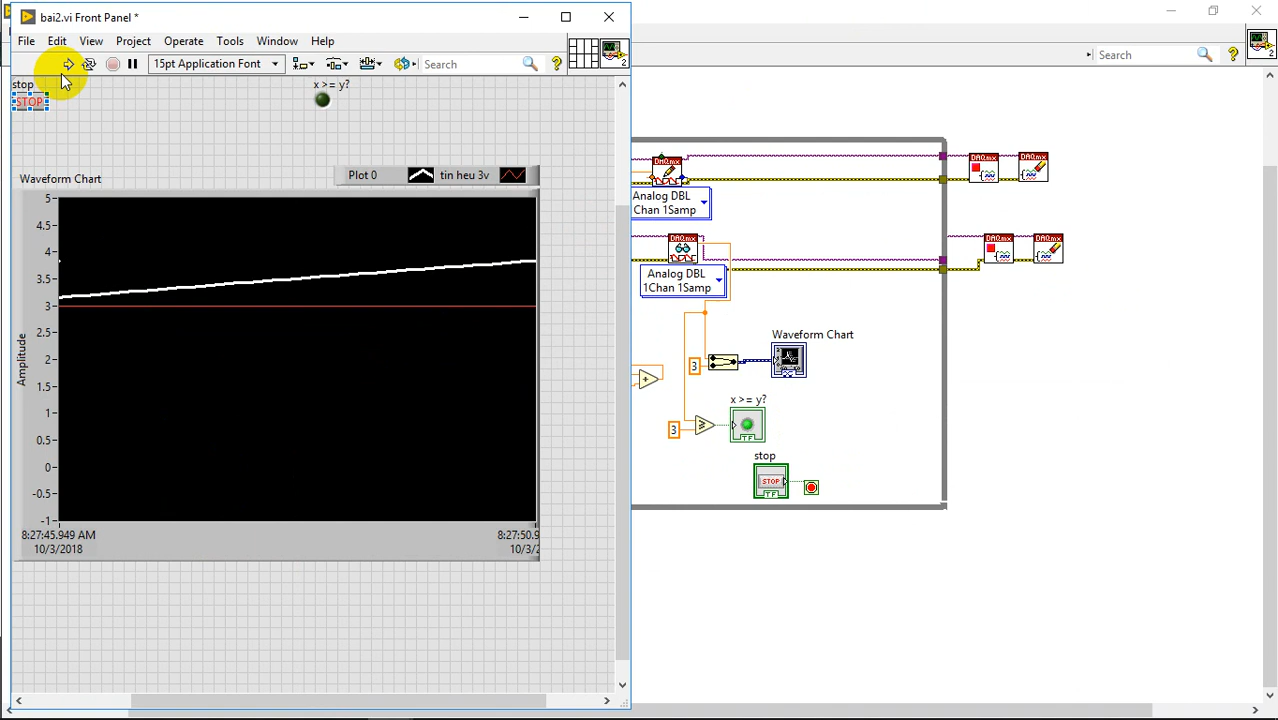 bai2.vi Front Panel *
File Edit View Project Operate Tools Window Help
15pt Application Font
Search
?
2
Search
?
2
stop
STOP
x >= y?
Waveform Chart
Plot 0
tin heu 3v
5
4.5
4
3.5
3
2.5
2
1.5
1
0.5
0
-0.5
-1
Amplitude
8:27:45.949 AM
10/3/2018
8:27:50.9
10/3/2
DAQmx
DAQmx
DAQmx
Analog DBL
Chan 1Samp
DAQmx
DAQmx
DAQmx
Analog DBL
1Chan 1Samp
Waveform Chart
3
x >= y?
3
TF
stop
STOP
TF